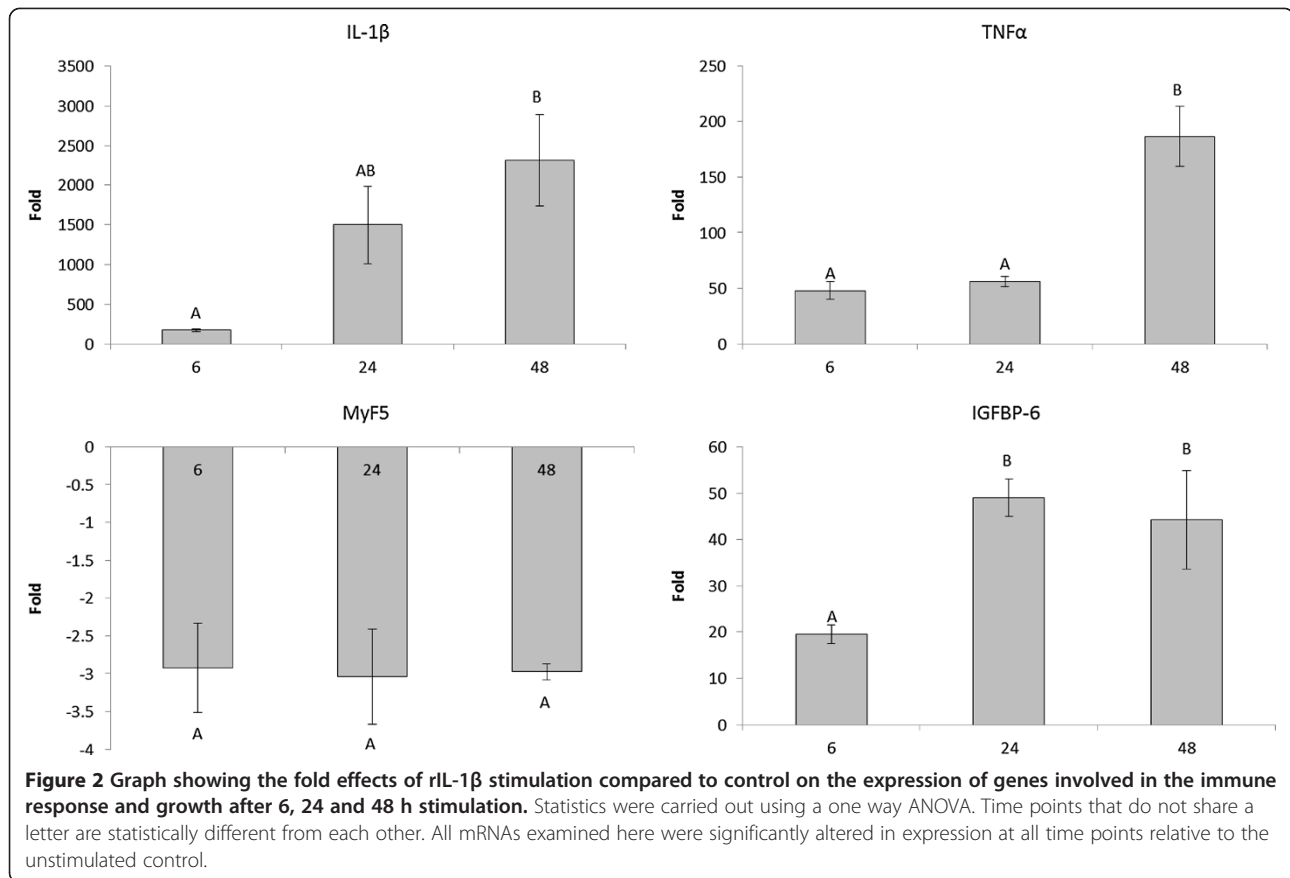 IL-1β
3500
3000
2500
2000
1500
1000
500
0
Fold
A
AB
B
6 24 48
TNFα
250
200
150
100
50
0
Fold
A
A
B
6 24 48
MyF5
0
-0.5
-1
-1.5
-2
-2.5
-3
-3.5
-4
Fold
6 24 48
A
A
A
IGFBP-6
60
50
40
30
20
10
0
Fold
A
B
B
6 24 48
Figure 2 Graph showing the fold effects of rIL-1β stimulation compared to control on the expression of genes involved in the immune
response and growth after 6, 24 and 48 h stimulation. Statistics were carried out using a one way ANOVA. Time points that do not share a
letter are statistically different from each other. All mRNAs examined here were significantly altered in expression at all time points relative to the
unstimulated control.